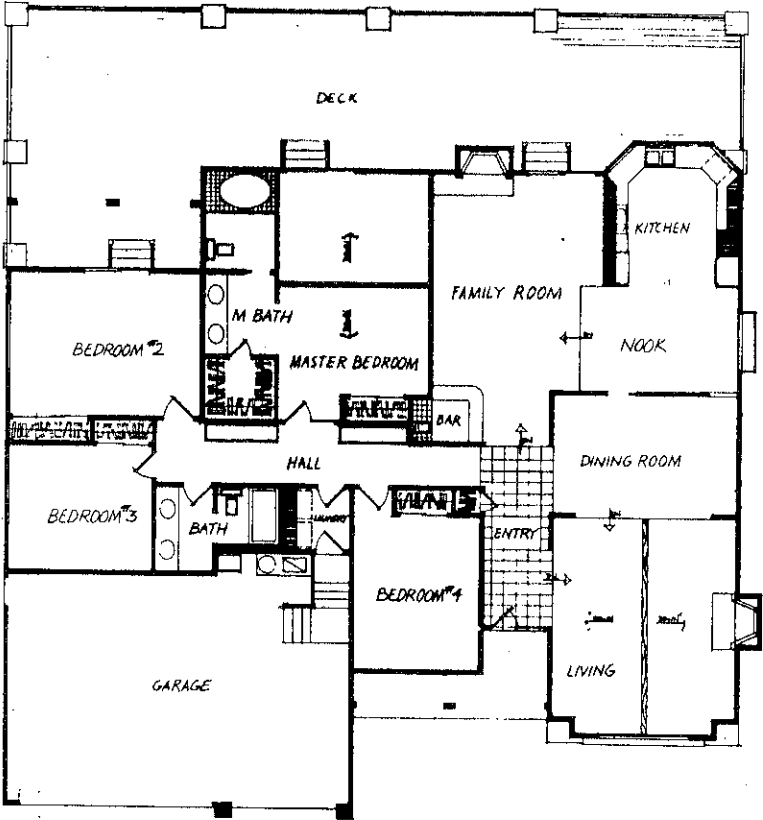 DECK
KITCHEN
FAMILY ROOM
M BATH
NOOK
BEDROOM #2
MASTER BEDROOM
BAR
HALL
DINING ROOM
BEDROOM #3
BATH
LAUNDRY
ENTRY
BEDROOM #4
GARAGE
LIVING